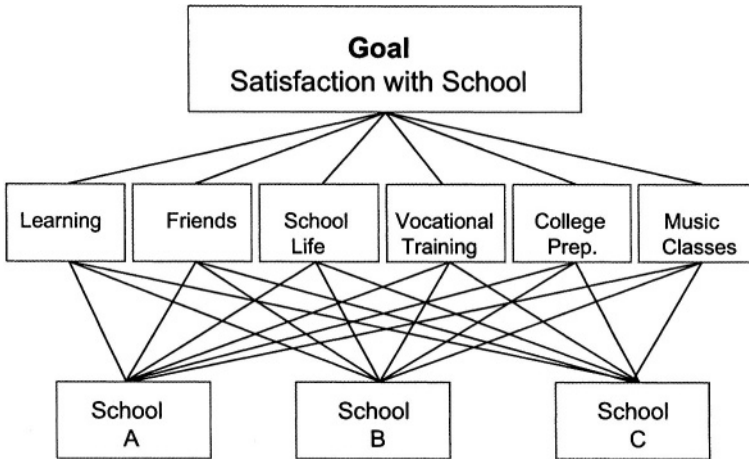 Goal
Satisfaction with School
Learning
Friends
School
Life
Vocational
Training
College
Prep.
Music
Classes
School
A
School
B
School
C